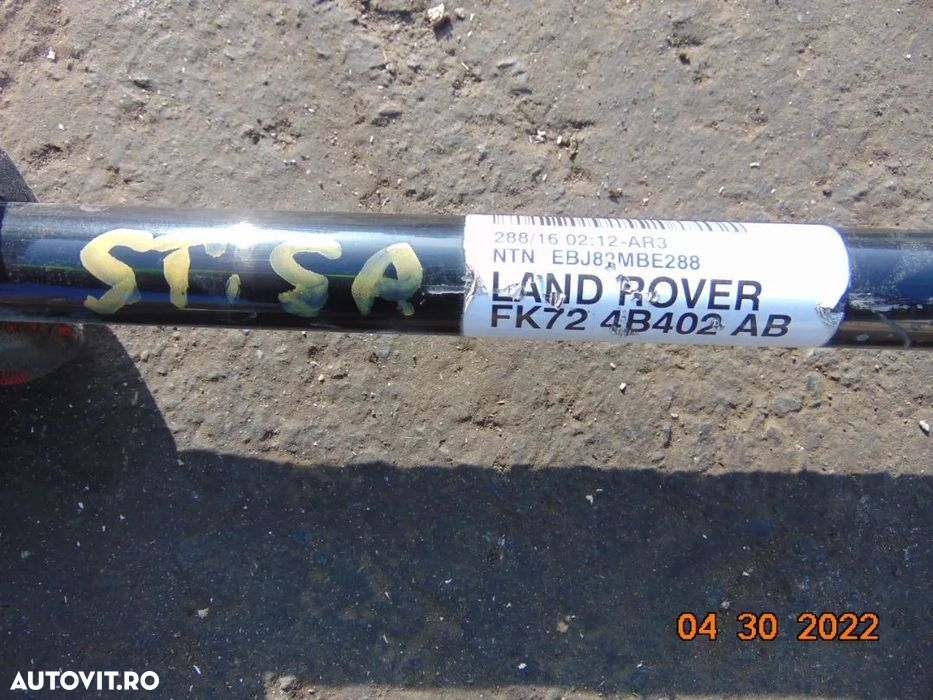 ST.SA
288/16 02:12-AR3
NTN EBJ82MBE288
LAND ROVER
FK72 4B402 AB
04 30 2022
AUTOVIT.RO